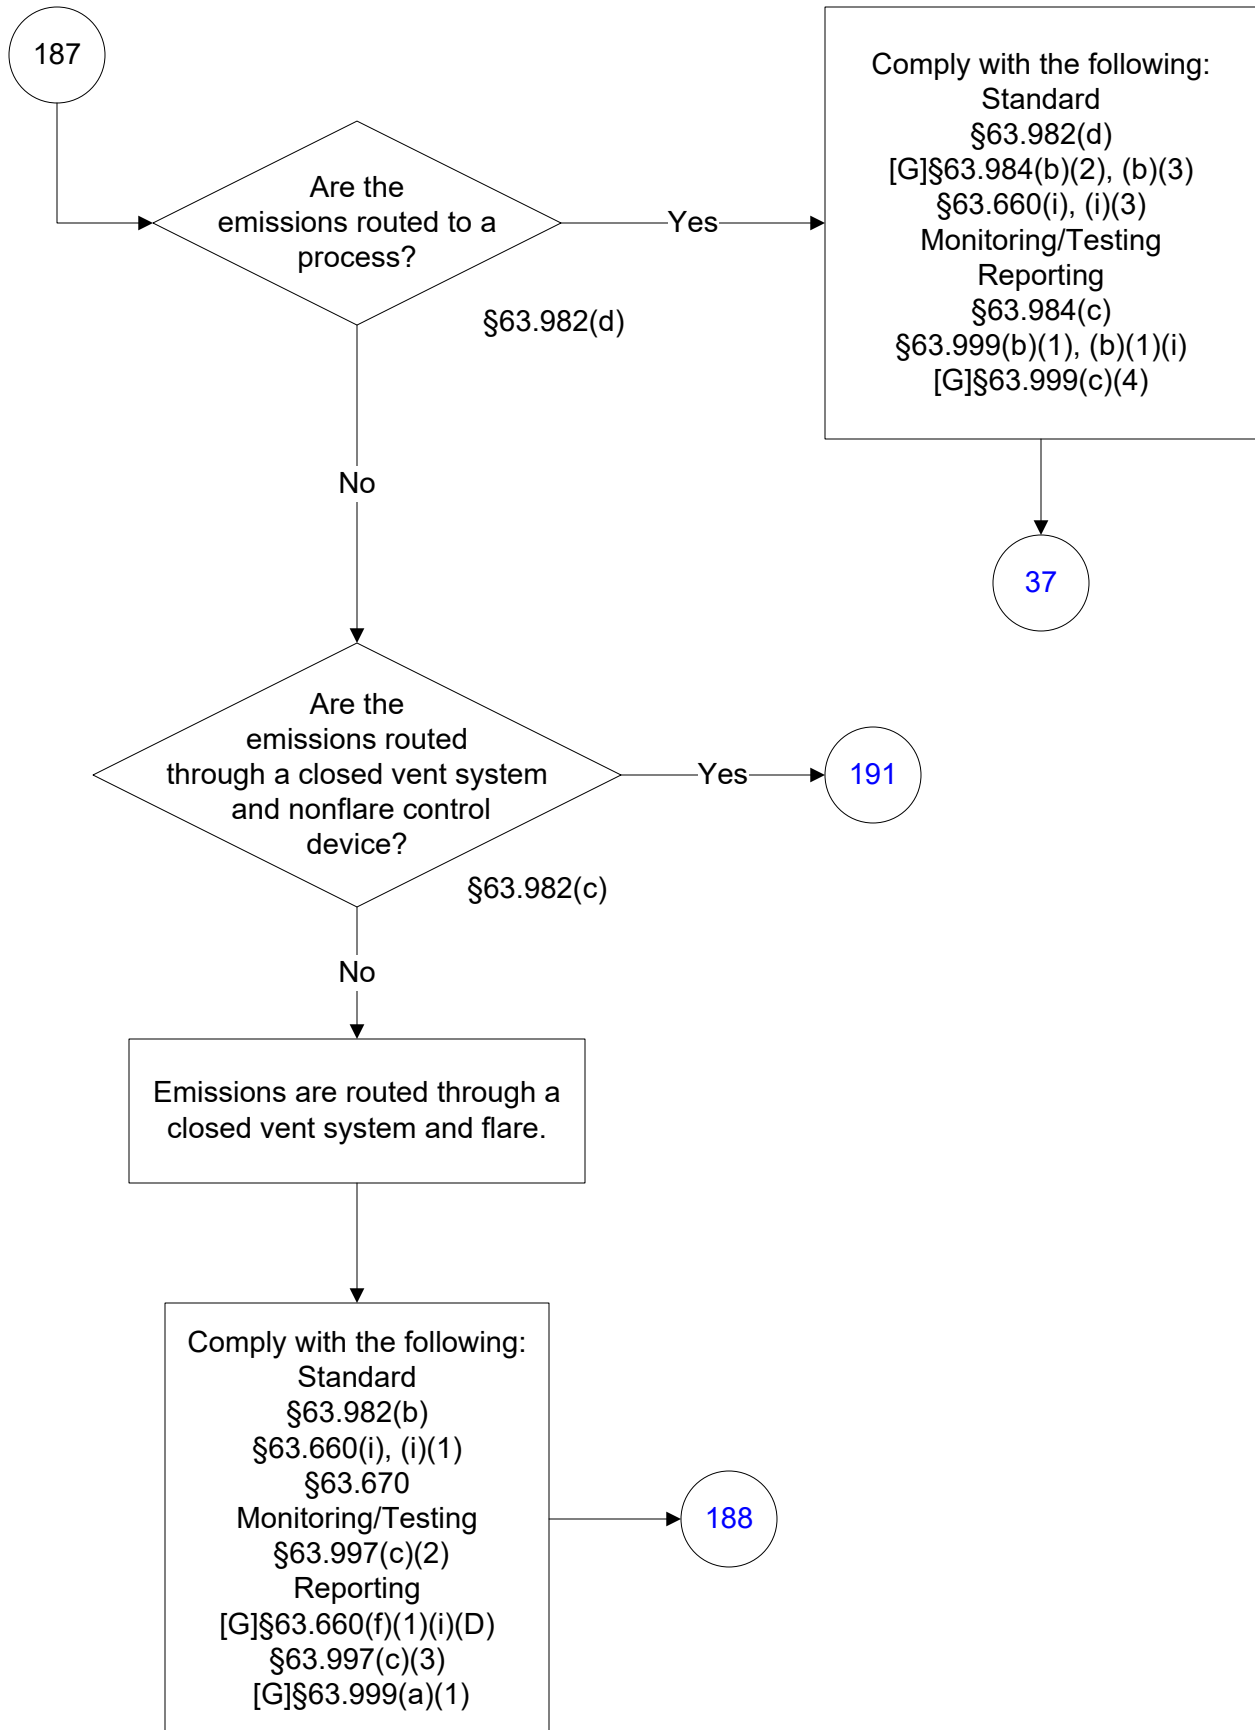 187
Are the
emissions routed to a
process?
§63.982(d)
Yes
Comply with the following:
Standard
§63.982(d)
[G]§63.984(b)(2), (b)(3)
§63.660(i), (i)(3)
Monitoring/Testing
Reporting
§63.984(c)
§63.999(b)(1), (b)(1)(i)
[G]§63.999(c)(4)
37
No
Are the
emissions routed
through a closed vent system
and nonflare control
device?
§63.982(c)
Yes
191
No
Emissions are routed through a
closed vent system and flare.
Comply with the following:
Standard
§63.982(b)
§63.660(i), (i)(1)
§63.670
Monitoring/Testing
§63.997(c)(2)
Reporting
[G]§63.660(f)(1)(i)(D)
§63.997(c)(3)
[G]§63.999(a)(1)
188